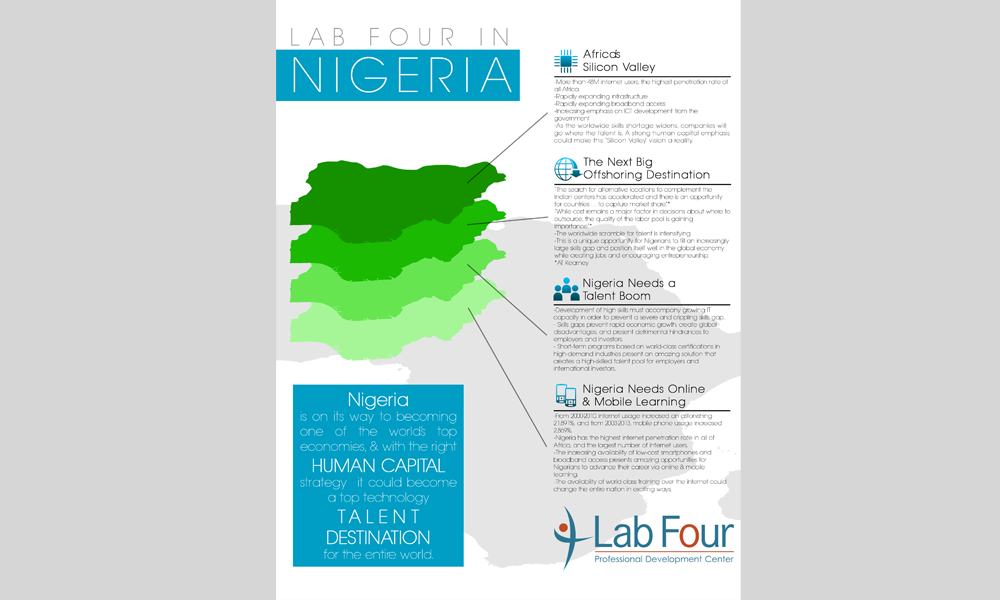 LAB FOUR IN
NIGERIA
Africa's
Silicon Valley
-More than 48M internet users, the highest penetration rate of
all Africa.
-Rapidly expanding infrastructure
-Rapidly expanding broadband access
-Increasing emphasis on ICT development from the
government
-As the worldwide skills shortage widens, companies will
go where the talent is. A strong human capital emphasis
could make this "Silicon Valley" vision a reality.
The Next Big
Offshoring Destination
"The search for alternative locations to complement the
Indian centers has accelerated and there is an opportunity
for countries ... to capture market share."*
"While cost remains a major factor in decisions about where to
outsource, the quality of the labor pool is gaining
importance."*
-The worldwide scramble for talent is intensifying
-This is a unique opportunity for Nigerians to fill an increasingly
large skills gap and position itself well in the global economy
while creating jobs and encouraging entrepreneurship.
*AT Kearney
Nigeria Needs a
Talent Boom
-Development of high skills must accompany growing IT
capacity in order to prevent a severe and crippling skills gap.
- Skills gaps prevent rapid economic growth, create global
disadvantages, and present detrimental hindrances to
employers and investors.
- Short-term programs based on world-class certifications in
high-demand industries present an amazing solution that
creates a high-skilled talent pool for employers and
international investors.
Nigeria Needs Online
& Mobile Learning
-From 2000-2010, internet usage increased an astonishing
21,891%, and from 2003-2013, mobile phone usage increased
2,869%.
-Nigeria has the highest internet penetration rate in all of
Africa, and the largest number of internet users.
-The increasing availability of low-cost smartphones and
broadband access presents amazing opportunities for
Nigerians to advance their career via online & mobile
learning.
-The availability of world class training over the internet could
change the entire nation in exciting ways.
Nigeria
is on its way to becoming
one of the world's top
economies, & with the right
HUMAN CAPITAL
strategy it could become
a top technology
TALENT
DESTINATION
for the entire world.
Lab Four
Professional Development Center